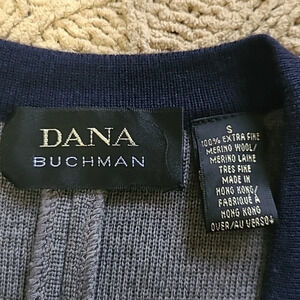 DANA
BUCHMAN
S
100% EXTRA FINE
MERINO WOOL/
MERINO LAINE
TRES FINE
MADE IN
HONG KONG/
FABRIQUE A
HONG KONG
OVER/AU VERSO